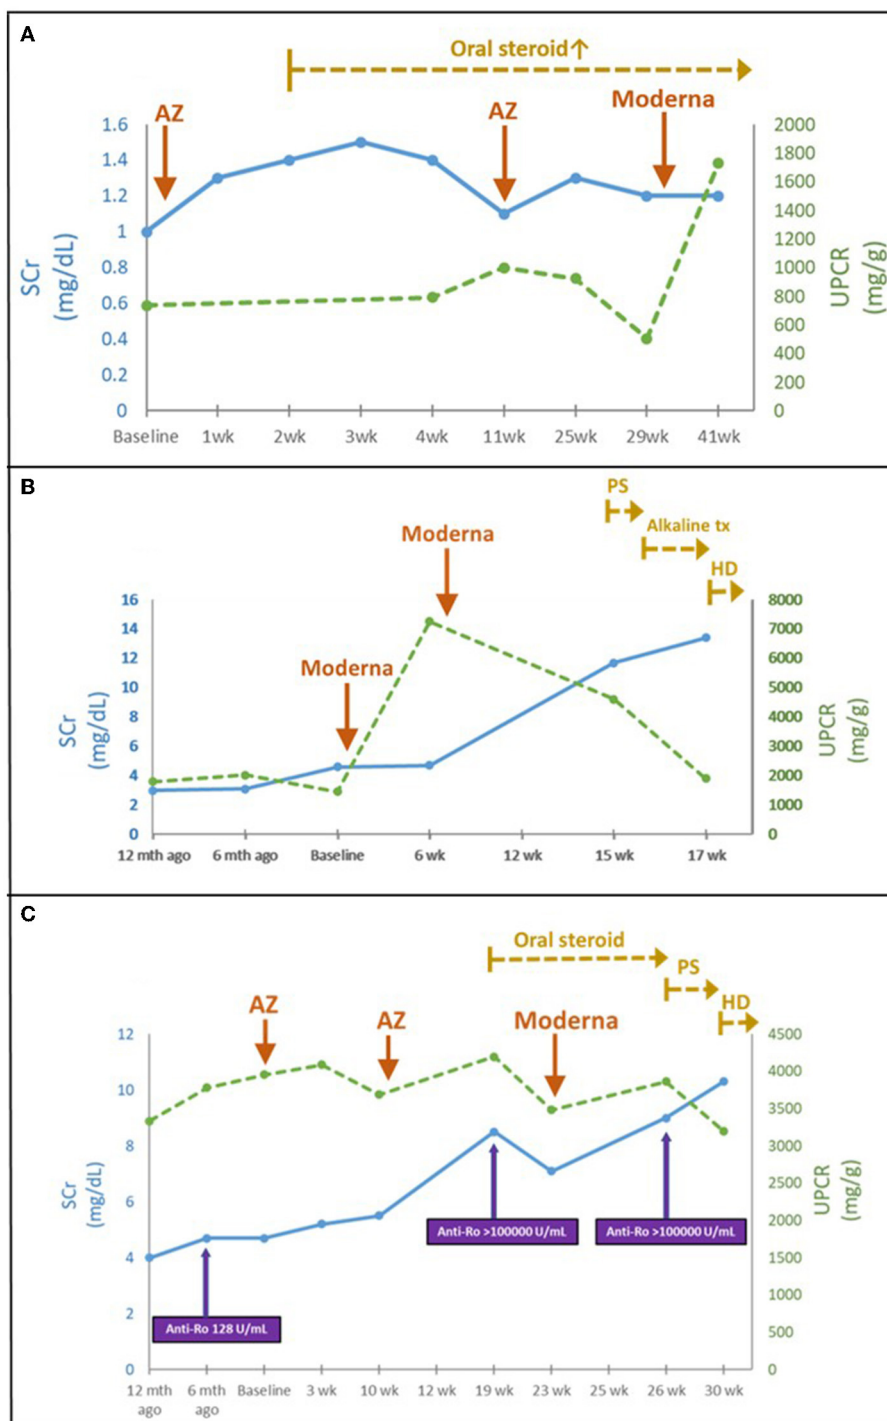 A
Oral steroid↑
AZ
AZ
Moderna
1.6
1.4
1.2
1
0.8
0.6
0.4
0.2
0
SCr
(mg/dL)
2000
1800
1600
1400
1200
1000
800
600
400
200
0
UPCR
(mg/g)
Baseline 1wk 2wk 3wk 4wk 11wk 25wk 29wk 41wk
B
PS
Alkaline tx
HD
Moderna
Moderna
16
14
12
10
8
6
4
2
0
SCr
(mg/dL)
8000
7000
6000
5000
4000
3000
2000
1000
0
UPCR
(mg/g)
12 mth ago 6 mth ago Baseline 6 wk 12 wk 15 wk 17 wk
C
Oral steroid
PS
HD
AZ
AZ
Moderna
12
10
8
6
4
2
0
SCr
(mg/dL)
4500
4000
3500
3000
2500
2000
1500
1000
500
0
UPCR
(mg/g)
Anti-Ro >100000 U/mL
Anti-Ro >100000 U/mL
Anti-Ro 128 U/mL
12 mth 6 mth Baseline 3 wk 10 wk 12 wk 19 wk 23 wk 25 wk 26 wk 30 wk
ago ago